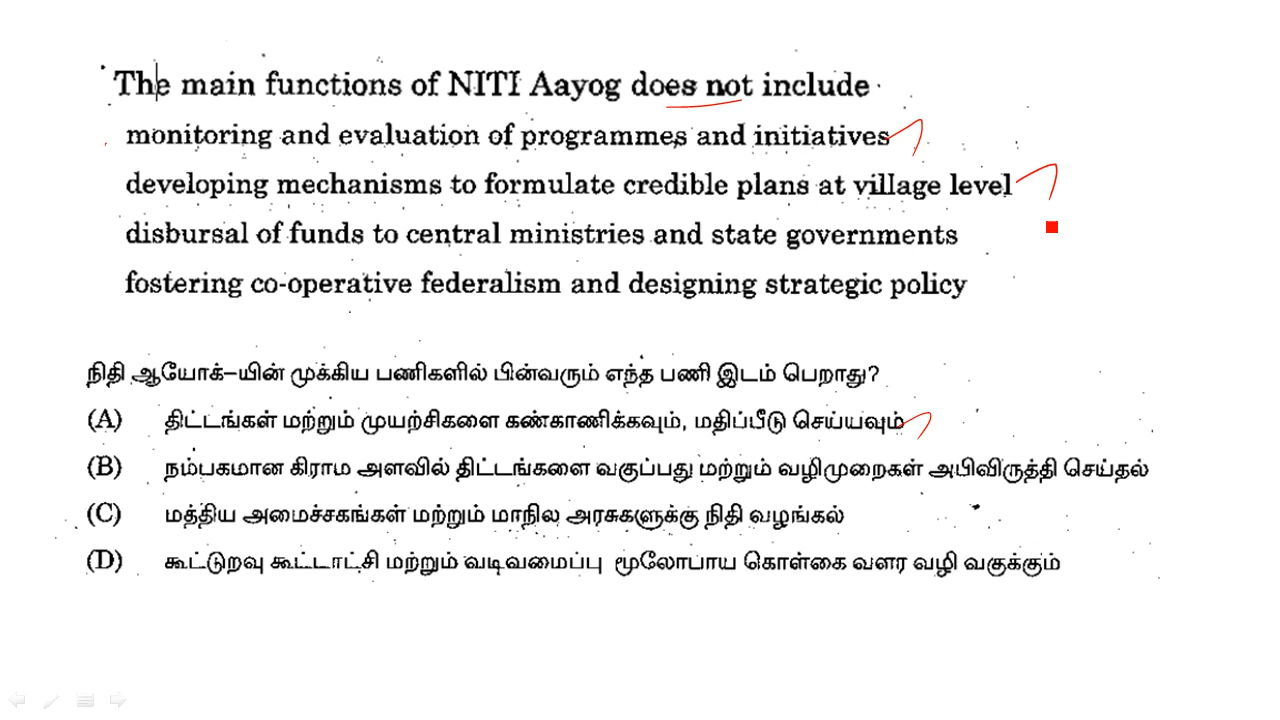 The main functions of NITI Aayog does not include
monitoring and evaluation of programmes and initiatives
developing mechanisms to formulate credible plans at village level
disbursal of funds to central ministries and state governments
fostering co-operative federalism and designing strategic policy
நிதி ஆயோக்–யின் முக்கிய பணிகளில் பின்வரும் எந்த பணி இடம் பெறாது?
(A) திட்டங்கள் மற்றும் முயற்சிகளை கண்காணிக்கவும், மதிப்பீடு செய்யவும்
(B) நம்பகமான கிராம அளவில் திட்டங்களை வகுப்பது மற்றும் வழிமுறைகள் அபிவிருத்தி செய்தல்
(C) மத்திய அமைச்சகங்கள் மற்றும் மாநில அரசுகளுக்கு நிதி வழங்கல்
(D) கூட்டுறவு கூட்டாட்சி மற்றும் வடிவமைப்பு மூலோபாய கொள்கை வளர வழி வகுக்கும்